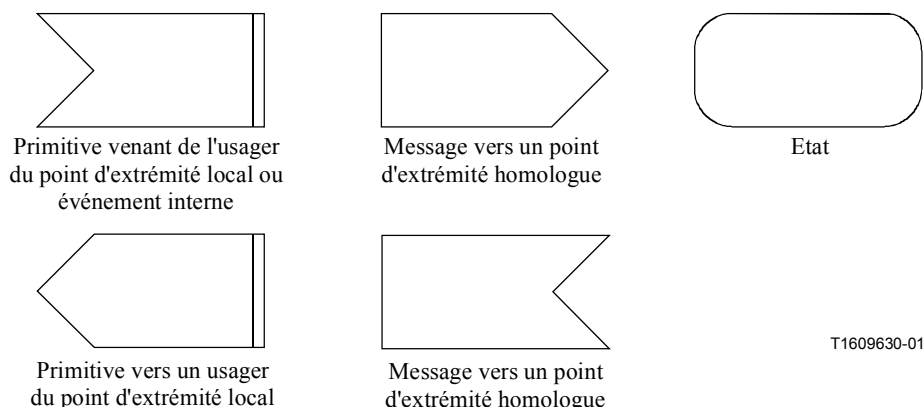 Primitive venant de l'usager
du point d'extrémité local ou
événement interne
Message vers un point
d'extrémité homologue
Etat
Primitive vers un usager
du point d'extrémité local
Message vers un point
d'extrémité homologue
T1609630-01